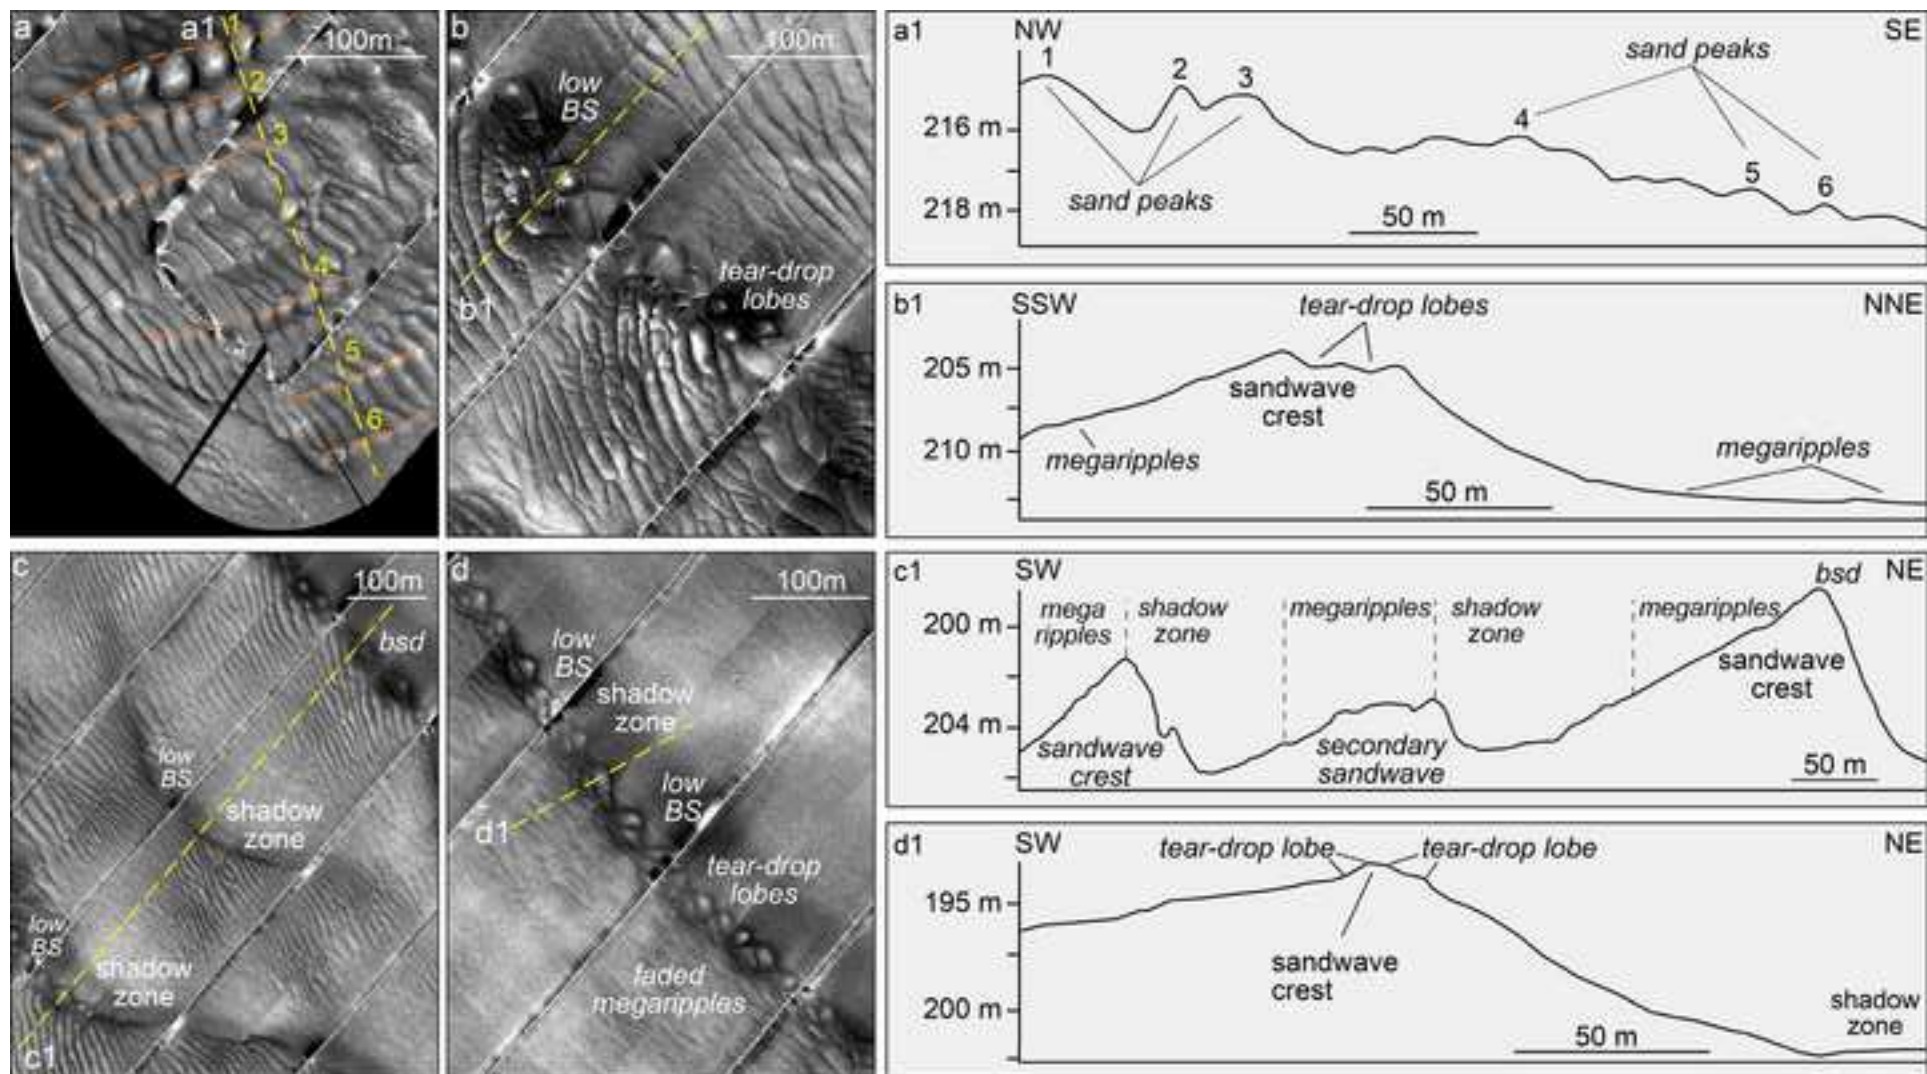 a
a1
1
100m
2
3
4
5
6
b
100m
low
BS
tear-drop
lobes
b1
a1
NW
SE
1
2
3
sand peaks
4
216 m
5
6
sand peaks
218 m
50 m
b1
SSW
NNE
tear-drop lobes
205 m
sandwave
crest
megaripples
210 m
megaripples
50 m
c
100m
bsd
low
BS
shadow
zone
low
BS
shadow
zone
c1
d
100m
low
BS
shadow
zone
low
BS
d1
tear-drop
lobes
faded
megaripples
c1
SW
bsd
NE
mega
ripples
shadow
zone
megaripples
shadow
zone
megaripples
200 m
sandwave
crest
204 m
sandwave
crest
secondary
sandwave
50 m
d1
SW
tear-drop lobe
tear-drop lobe
NE
195 m
sandwave
crest
200 m
50 m
shadow
zone